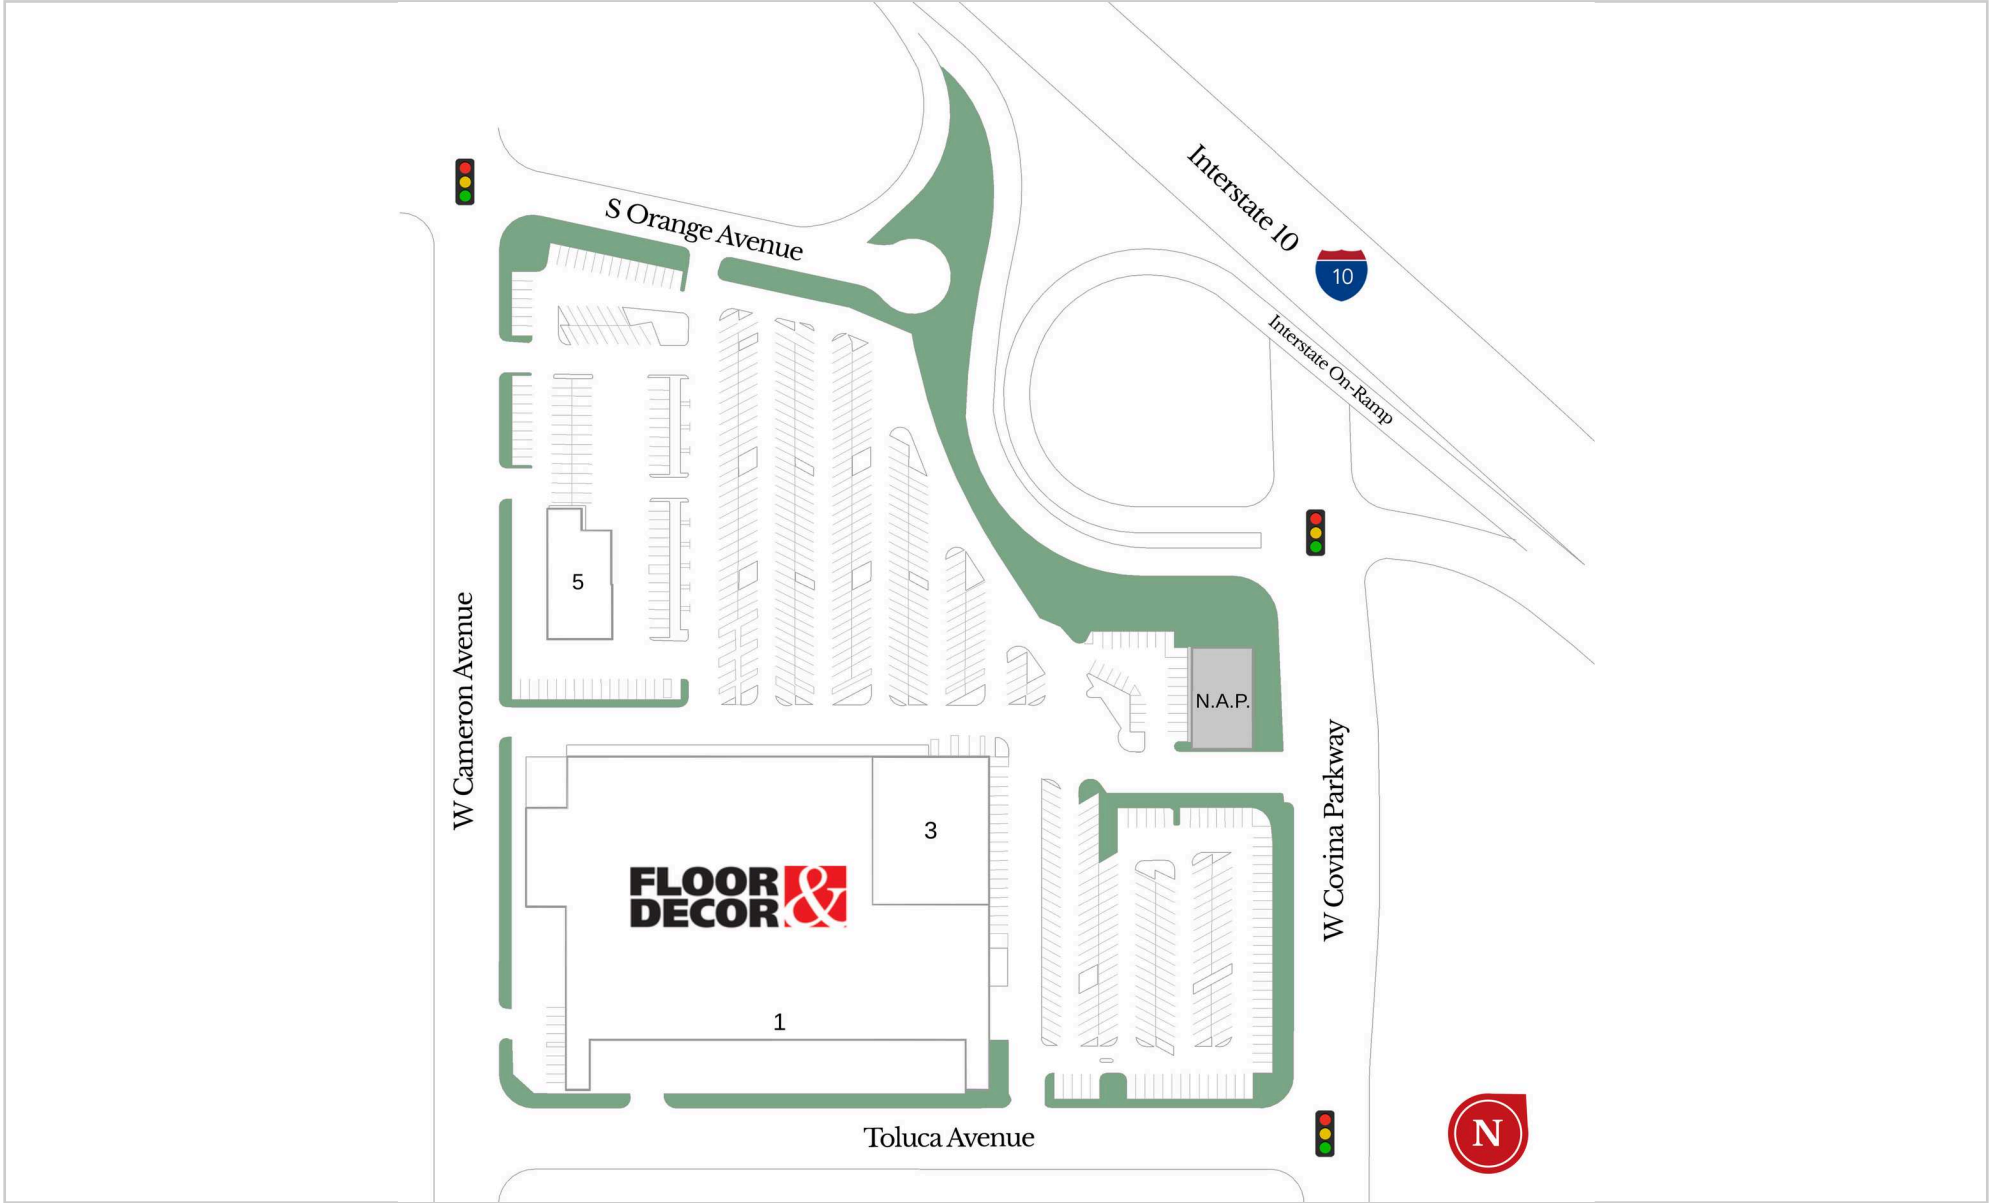 S Orange Avenue
Interstate 10
10
Interstate On-Ramp
5
W Cameron Avenue
N.A.P.
W Covina Parkway
3
FLOOR
DECOR &
1
Toluca Avenue
N